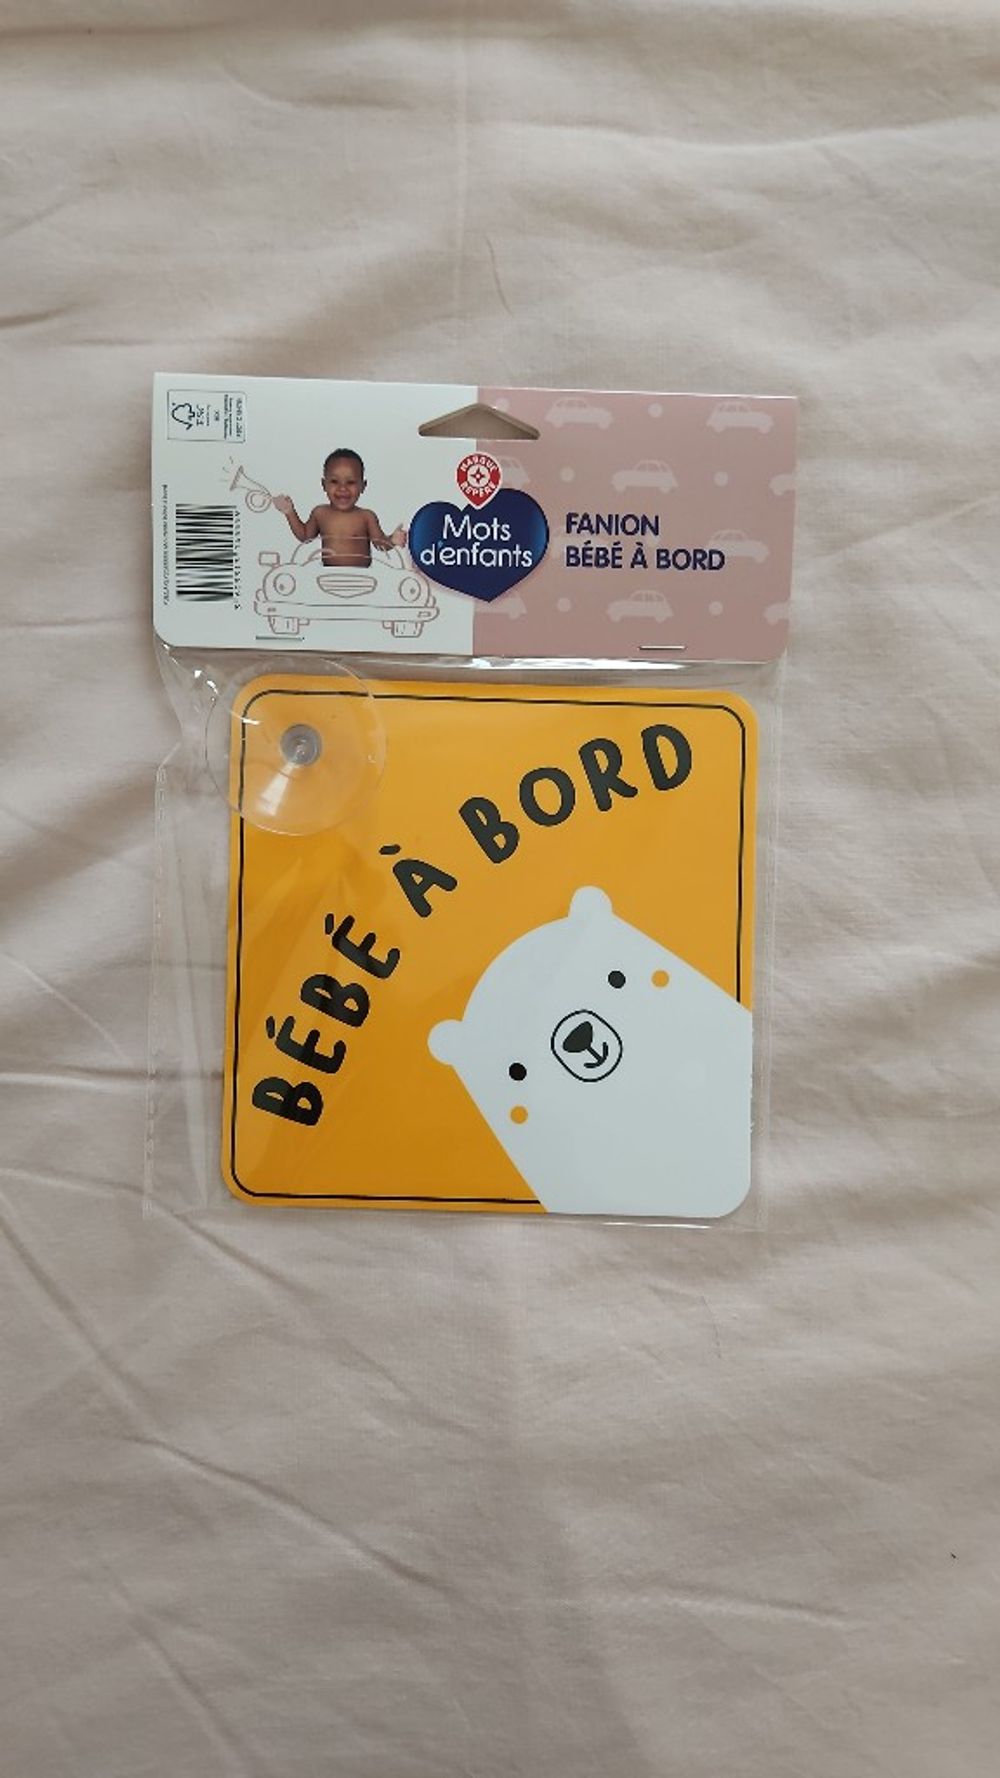 MARQUE
REPÈRE
Mots
d'enfants
FANION
BÉBÉ À BORD
BÉBÉ À BORD